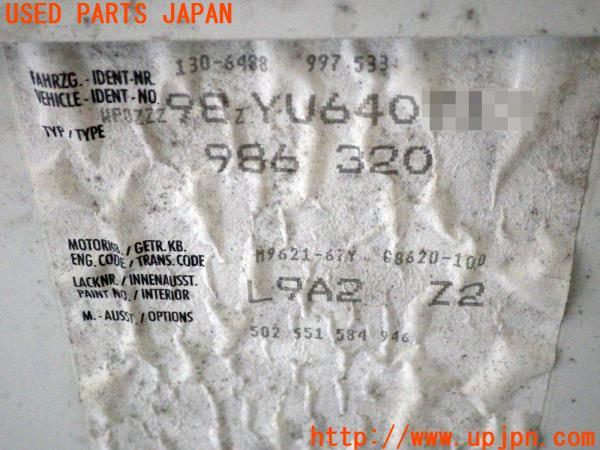 USED PARTS JAPAN
130-6488 997 533
FAHRZG.-IDENT-NR.
VEHICLE-IDENT-NO. WP0ZZZ98ZYU640
TYP/TYPE 986 320
MOTORKB./GETR.KB.
ENG.CODE/TRANS.CODE M9621-67Y G8620-100
LACKNR./INNENAUSST.
PAINT NO./INTERIOR L9A2 Z2
M.-AUSST./OPTIONS
502 551 584 946
http://www.upjpn.com/